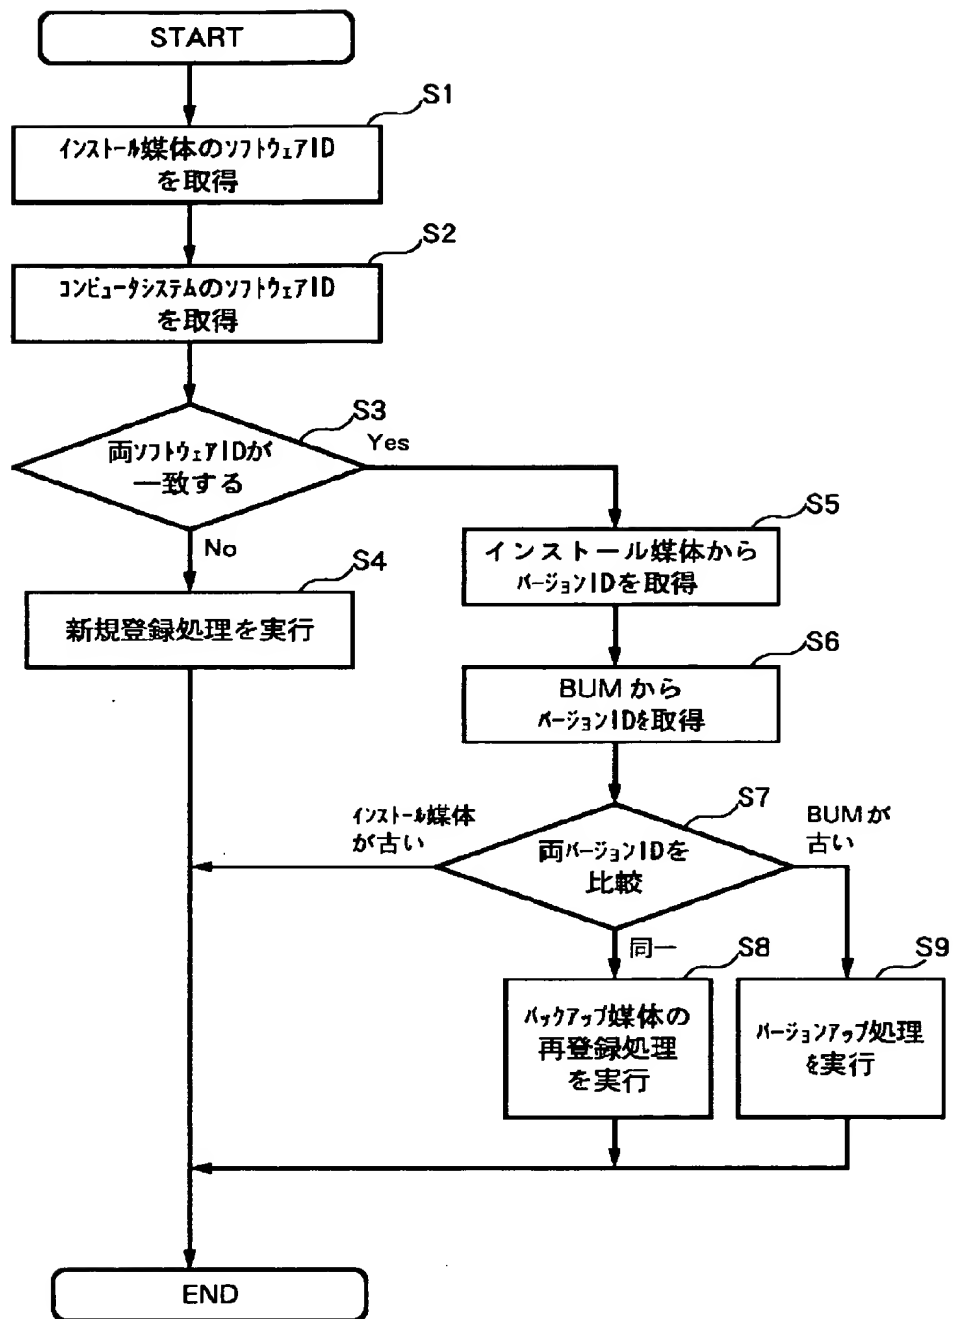 START
S1
インストール媒体のソフトウェアID
を取得
S2
コンピュータシステムのソフトウェアID
を取得
S3
両ソフトウェアIDが
一致する
Yes
No
S4
新規登録処理を実行
S5
インストール媒体から
バージョンIDを取得
S6
BUMから
バージョンIDを取得
S7
両バージョンIDを
比較
インストール媒体
が古い
BUMが
古い
同一
S8
バックアップ媒体の
再登録処理
を実行
S9
バージョンアップ処理
を実行
END